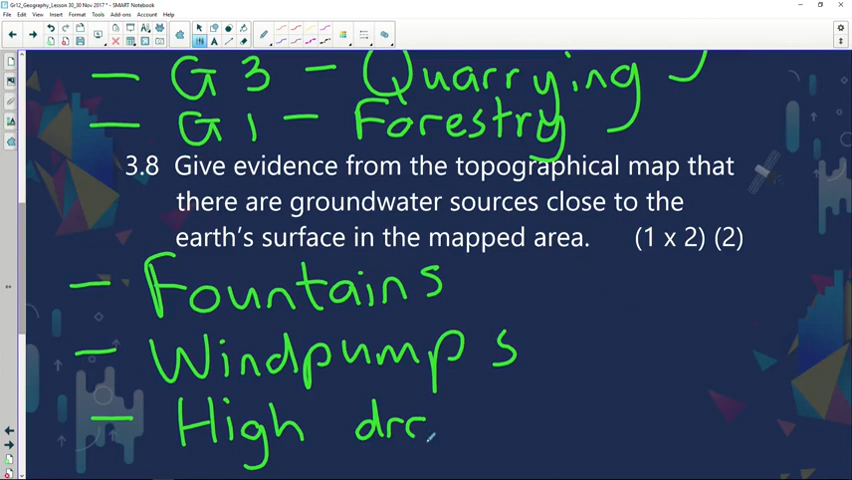 Gr12_Geography_Lesson 30_30 Nov 2017 * - SMART Notebook
File Edit View Insert Format Tools Add-ons Account Help
- G3 - Quarrying
- G1 - Forestry
3.8 Give evidence from the topographical map that
there are groundwater sources close to the
earth's surface in the mapped area. (1 x 2) (2)
- Fountains
- Windpumps
- High